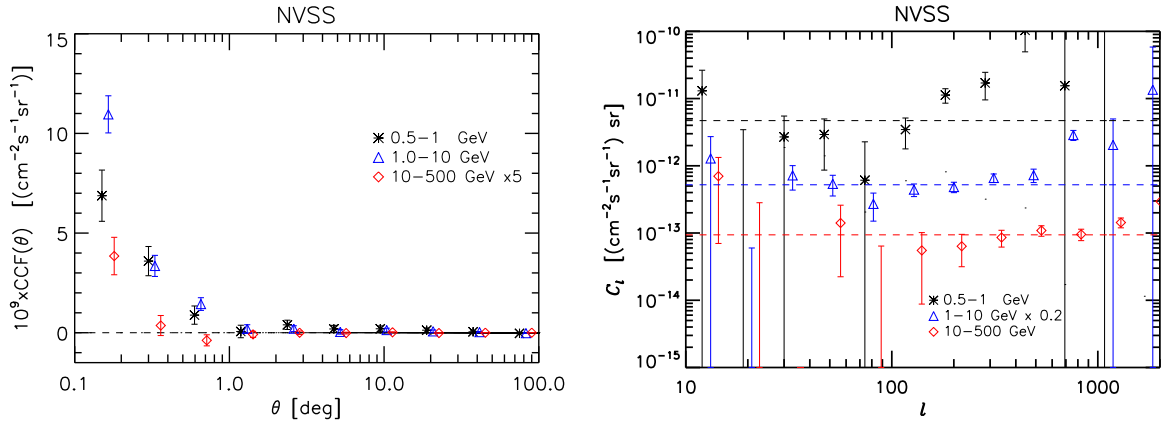 NVSS
15
10
5
0
0.1
1.0
10.0
100.0
θ [deg]
10⁹xCCF(θ) [(cm⁻²s⁻¹sr⁻¹)]
0.5−1 GeV
1.0−10 GeV
10−500 GeV x5
NVSS
10⁻¹⁰
10⁻¹¹
10⁻¹²
10⁻¹³
10⁻¹⁴
10⁻¹⁵
10
100
1000
l
C_l [(cm⁻²s⁻¹sr⁻¹) sr]
0.5−1 GeV
1−10 GeV x 0.2
10−500 GeV